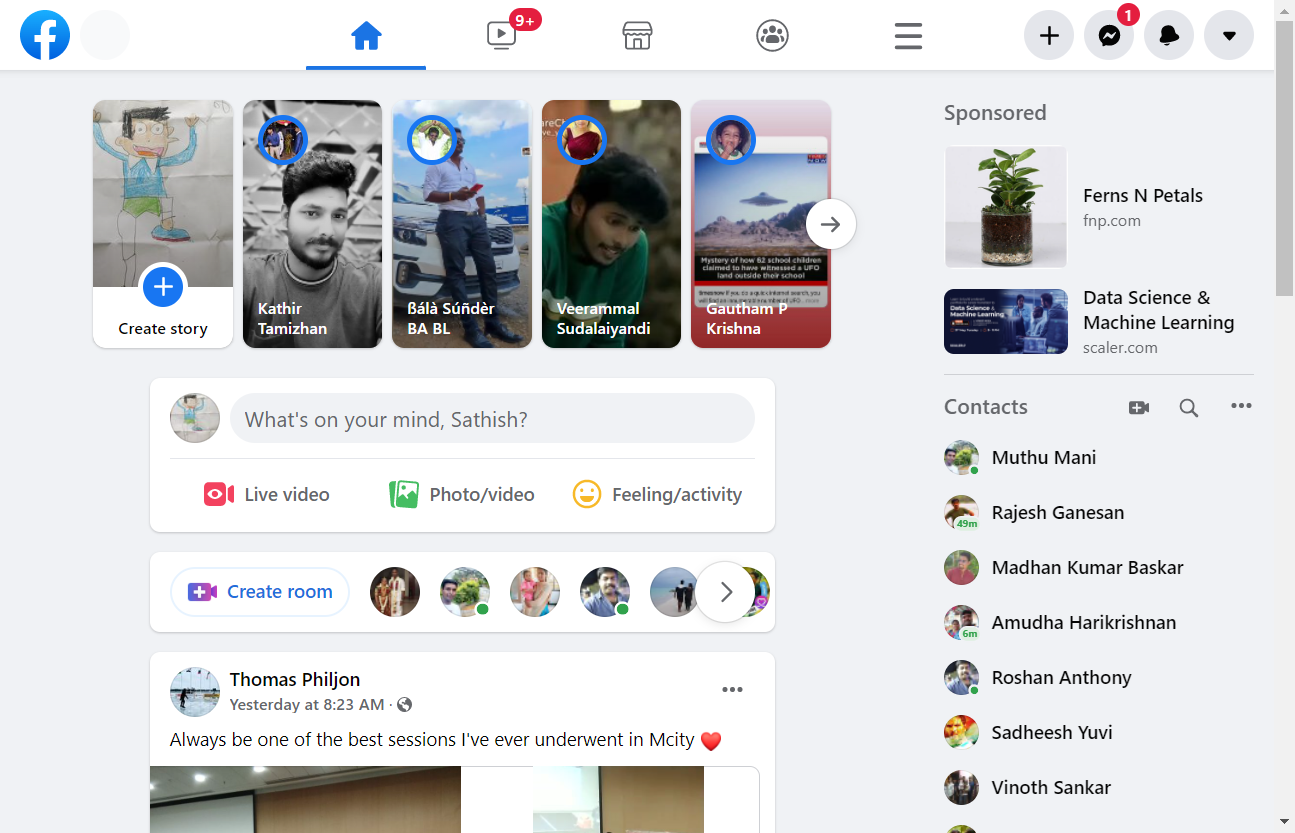 9+
1
Create story
Kathir
Tamizhan
ßálà Súñdèr
BA BL
Veerammal
Sudalaiyandi
Mystery of how 62 school children
claimed to have witnessed a UFO
land outside their school
Gautham P
Krishna
What's on your mind, Sathish?
Live video
Photo/video
Feeling/activity
Create room
Thomas Philjon
Yesterday at 8:23 AM ·
Always be one of the best sessions I've ever underwent in Mcity ❤️
Sponsored
Ferns N Petals
fnp.com
Data Science &
Machine Learning
Data Science &
Machine Learning
scaler.com
Contacts
Muthu Mani
Rajesh Ganesan
49m
Madhan Kumar Baskar
Amudha Harikrishnan
6m
Roshan Anthony
Sadheesh Yuvi
Vinoth Sankar